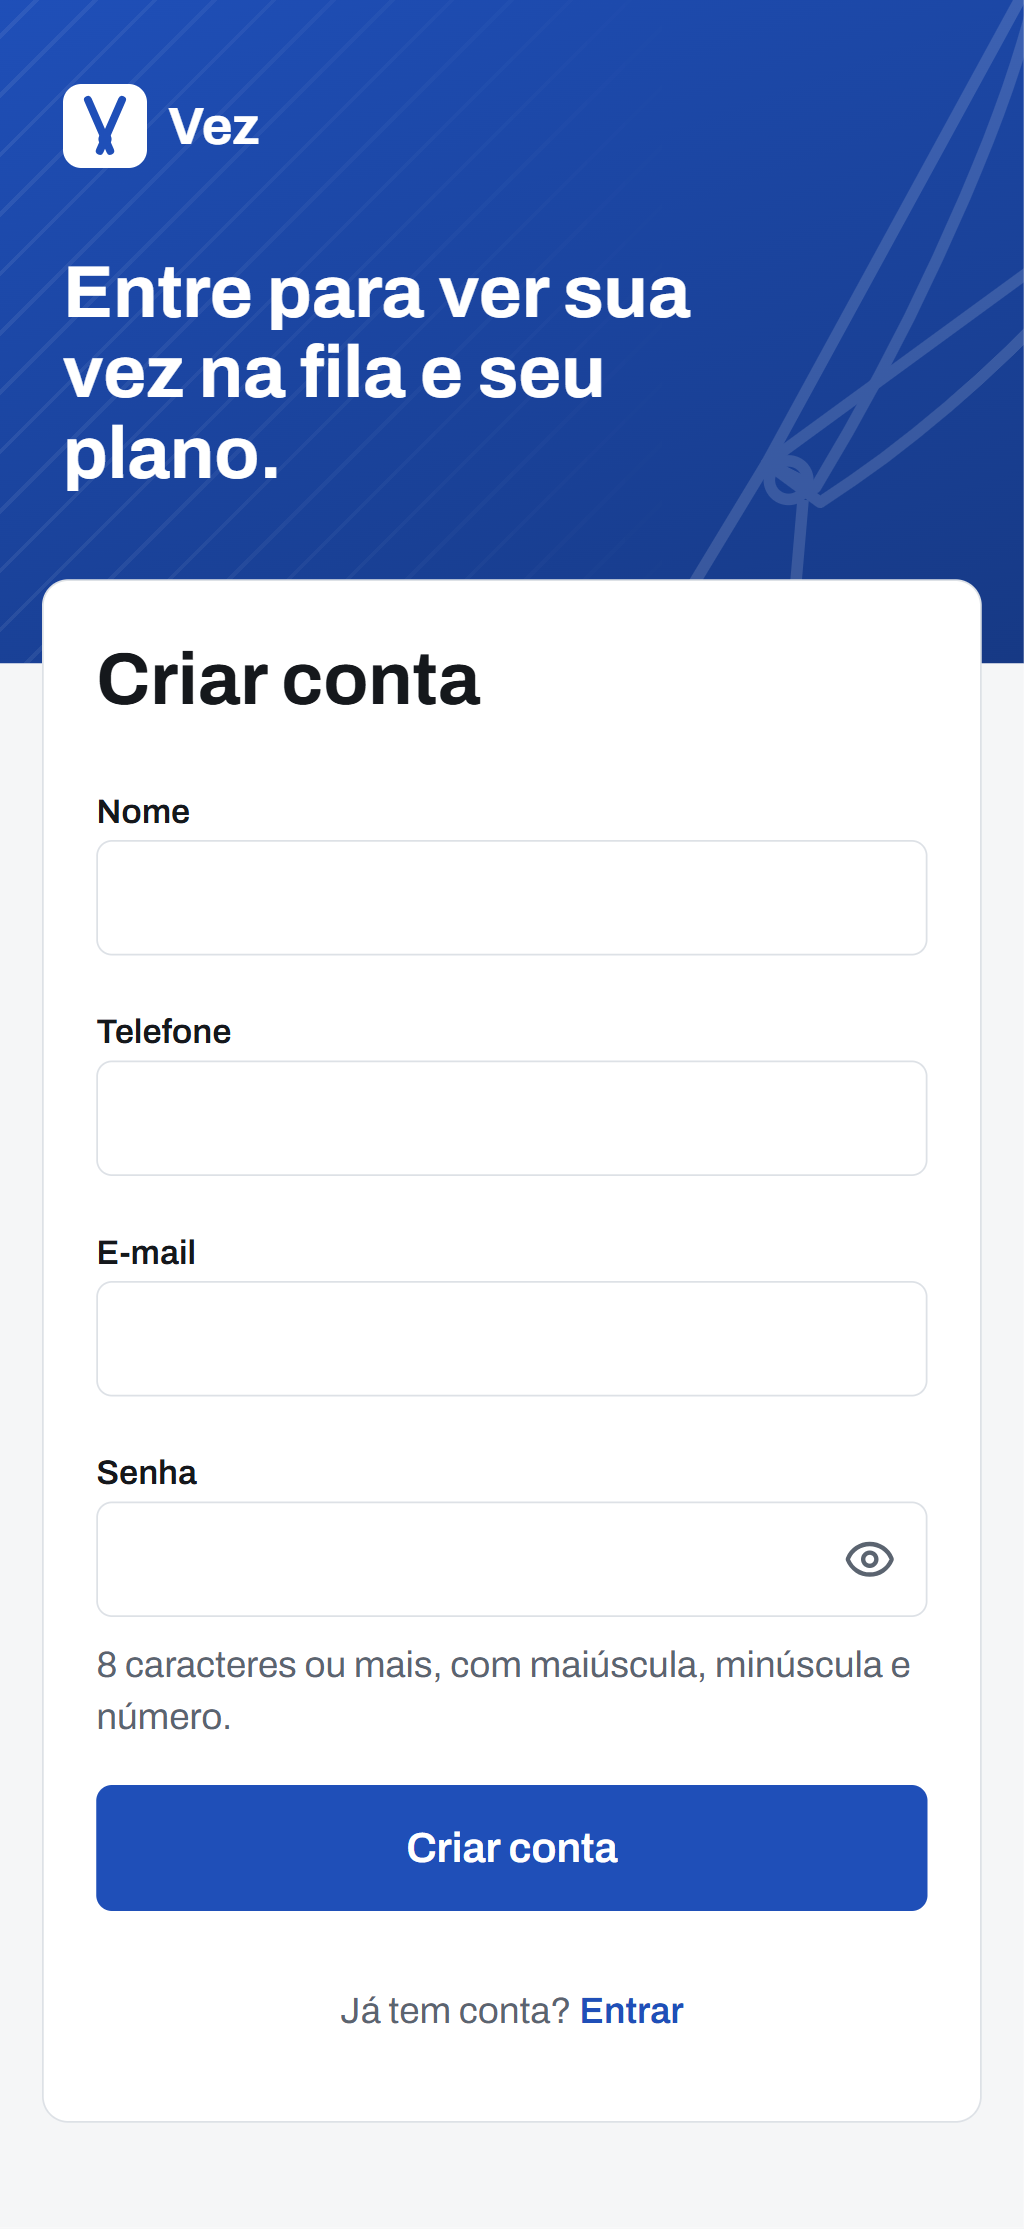 Vez
Entre para ver sua
vez na fila e seu
plano.
Criar conta
Nome
Telefone
E-mail
Senha
8 caracteres ou mais, com maiúscula, minúscula e
número.
Criar conta
Já tem conta? Entrar